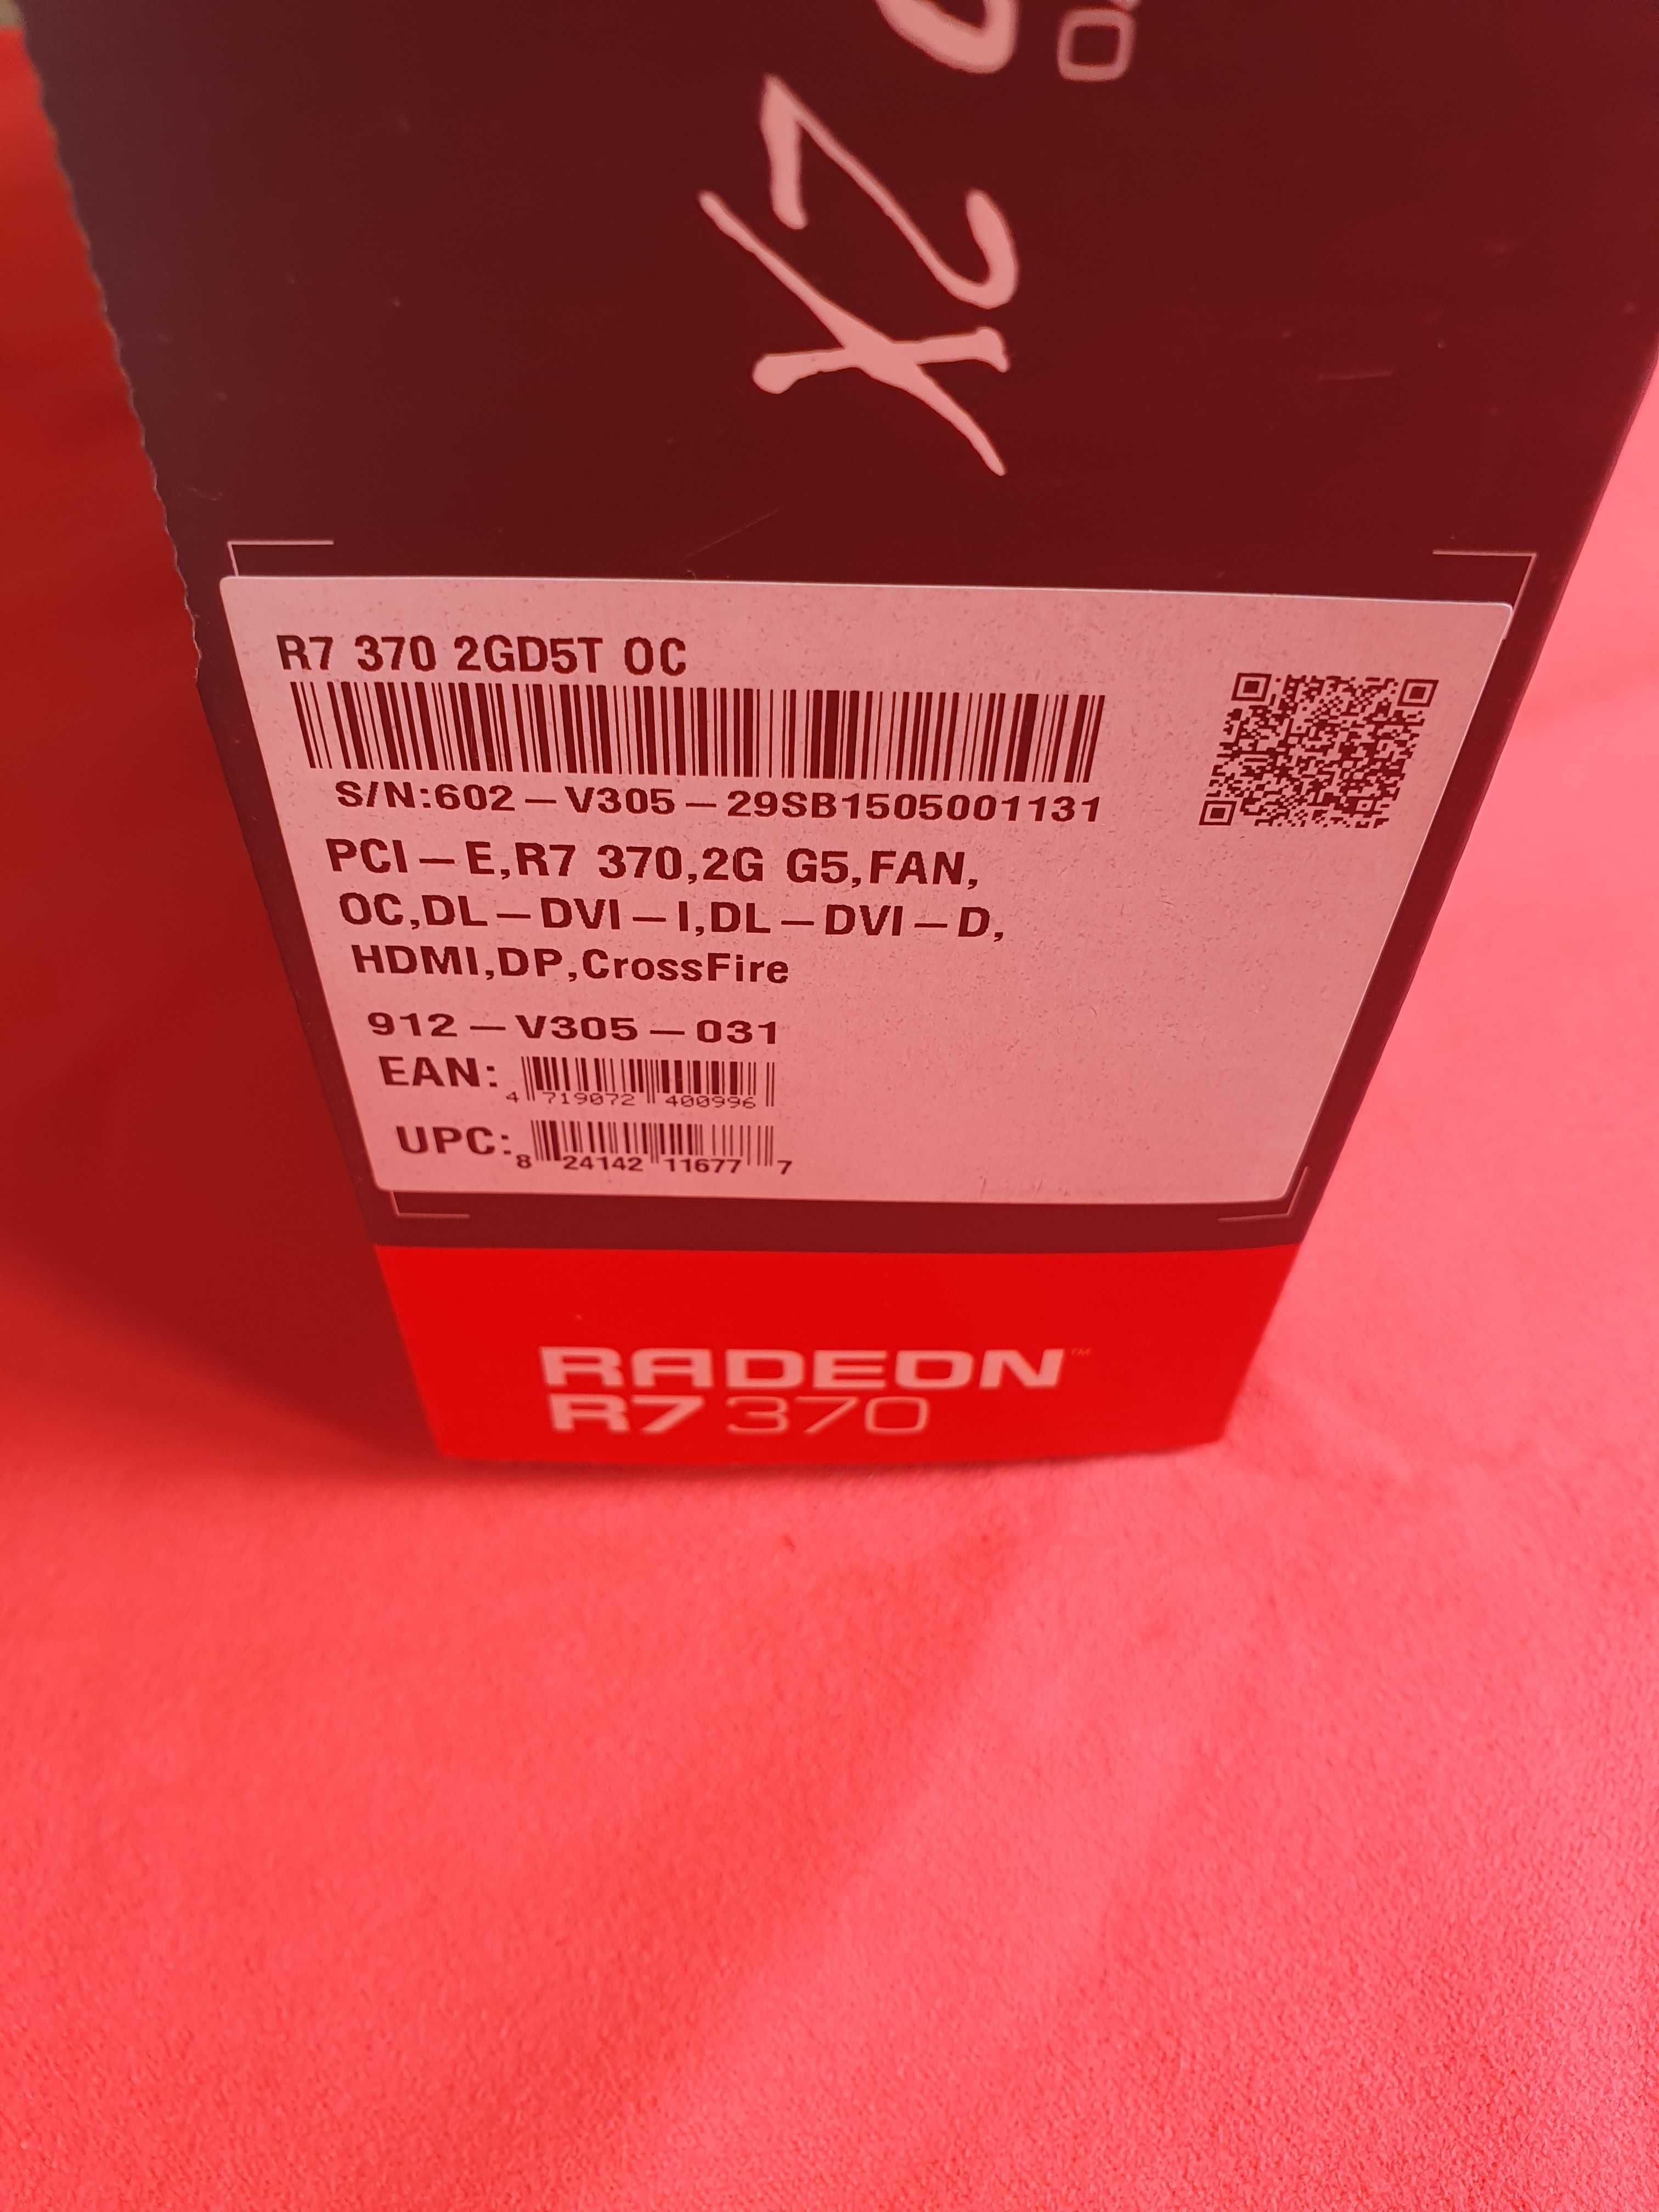 R7 370 2GD5T OC
S/N:602-V305-29SB1505001131
PCI-E,R7 370,2G G5,FAN,
OC,DL-DVI-I,DL-DVI-D,
HDMI,DP,CrossFire
912-V305-031
EAN: 4 719072 400996
UPC: 8 24142 11677 7
RADEON™
R7 370